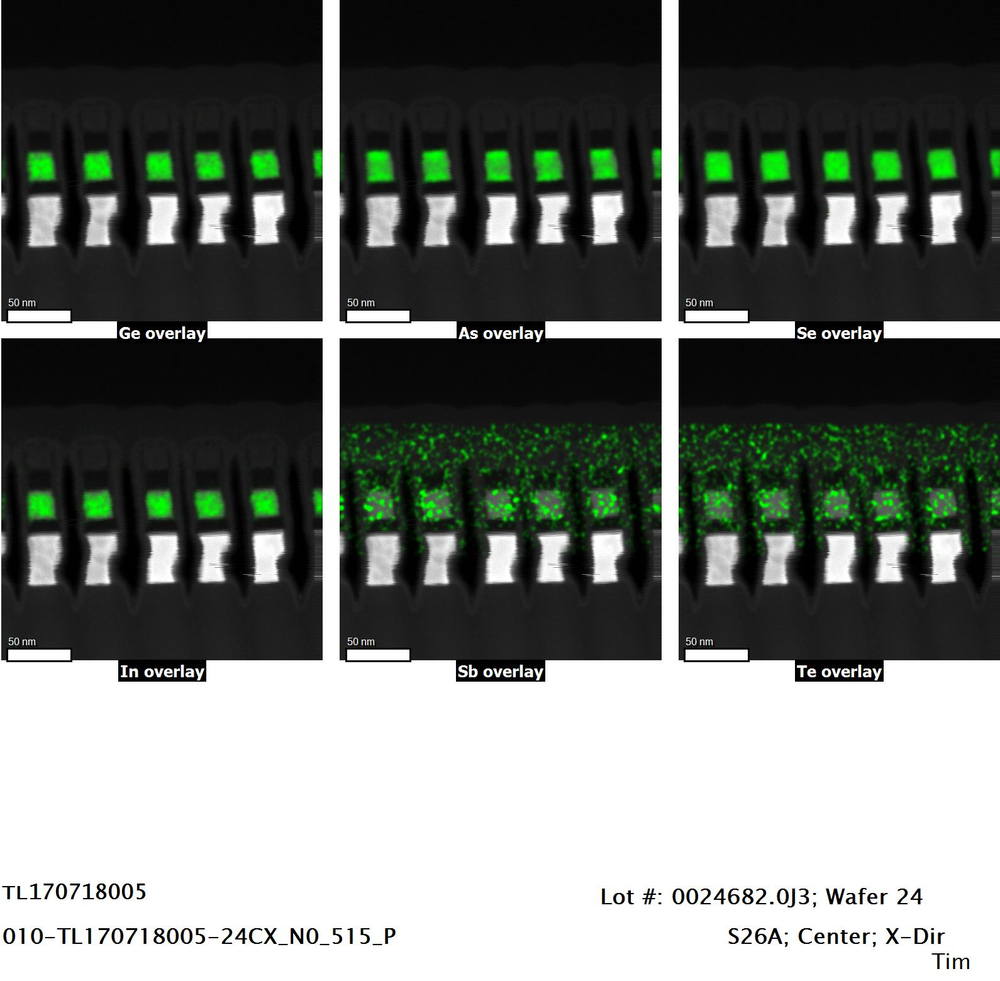 50 nm
50 nm
50 nm
Ge overlay
As overlay
Se overlay
50 nm
50 nm
50 nm
In overlay
Sb overlay
Te overlay
TL170718005
Lot #: 0024682.0J3; Wafer 24
010-TL170718005-24CX_N0_515_P
S26A; Center; X-Dir
Tim